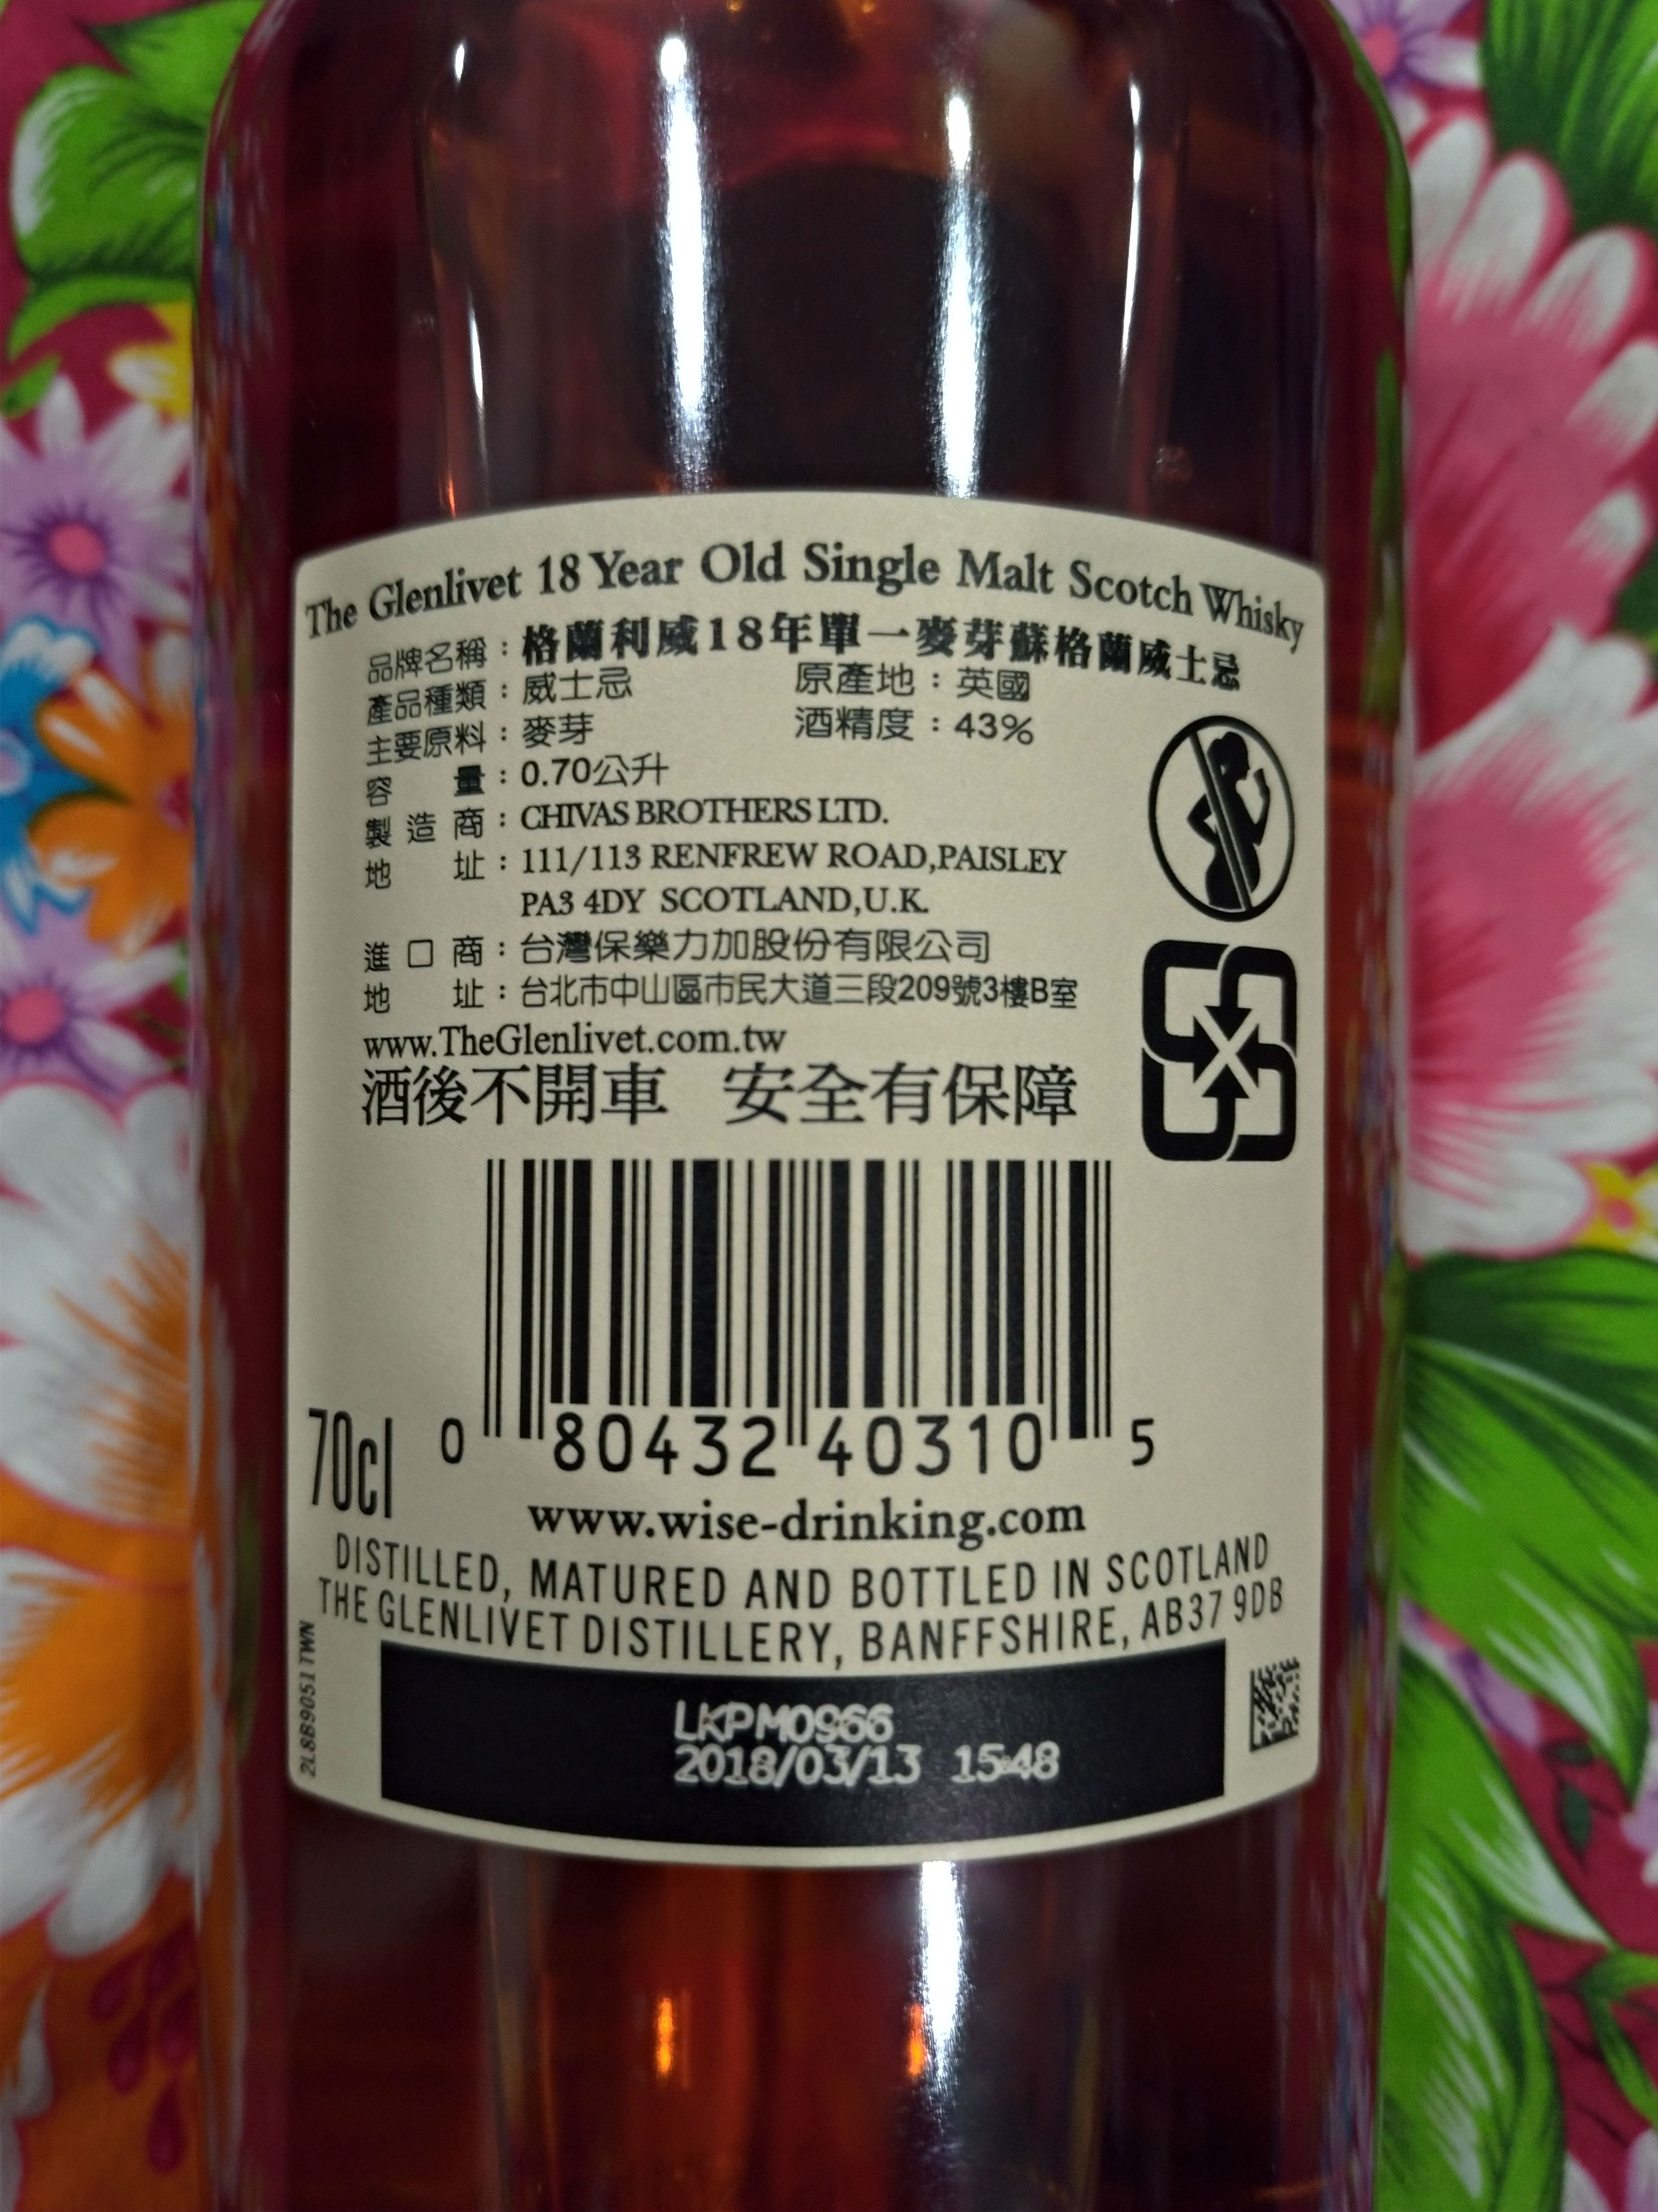 The Glenlivet 18 Year Old Single Malt Scotch Whisky
品牌名稱：格蘭利威18年單一麥芽蘇格蘭威士忌
產品種類：威士忌 原產地：英國
主要原料：麥芽 酒精度：43%
容量：0.70公升
製造商：CHIVAS BROTHERS LTD.
地址：111/113 RENFREW ROAD,PAISLEY
PA3 4DY SCOTLAND,U.K.
進口商：台灣保樂力加股份有限公司
地址：台北市中山區市民大道三段209號3樓B室
www.TheGlenlivet.com.tw
酒後不開車 安全有保障
70cl
0 80432 40310 5
www.wise-drinking.com
DISTILLED, MATURED AND BOTTLED IN SCOTLAND
THE GLENLIVET DISTILLERY, BANFFSHIRE, AB37 9DB
2L8B9051 TWN
LKPM0966
2018/03/13 15:48